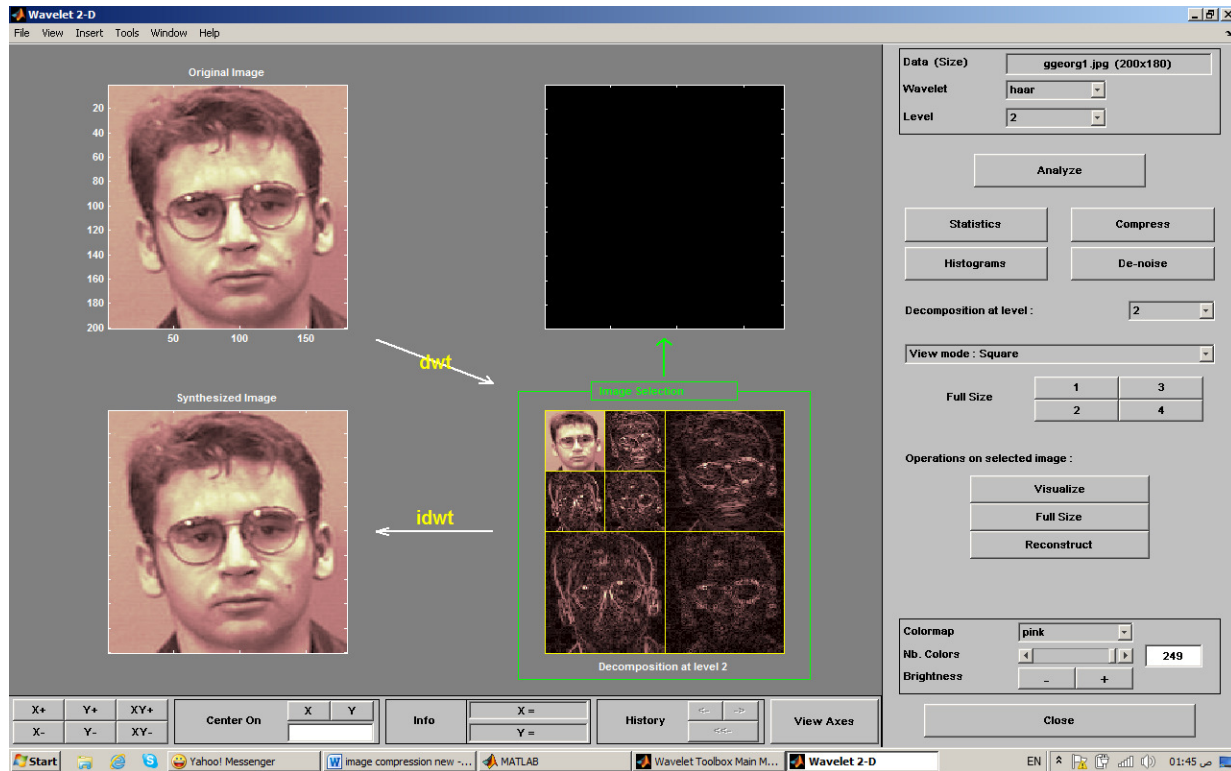 Wavelet 2-D
File View Insert Tools Window Help
Original Image
20
40
60
80
100
120
140
160
180
200
50 100 150
dwt
Image Selection
Synthesized Image
idwt
Decomposition at level 2
Data (Size) ggeorg1.jpg (200x180)
Wavelet haar
Level 2
Analyze
Statistics Compress
Histograms De-noise
Decomposition at level : 2
View mode : Square
Full Size 1 3
2 4
Operations on selected image :
Visualize
Full Size
Reconstruct
Colormap pink
Nb. Colors 249
Brightness - +
X+ Y+ XY+
X- Y- XY-
Center On X Y
Info X =
Y =
History <- ->
<<-
View Axes
Close
Start Yahoo! Messenger image compression new -... MATLAB Wavelet Toolbox Main M... Wavelet 2-D EN 01:45 ص